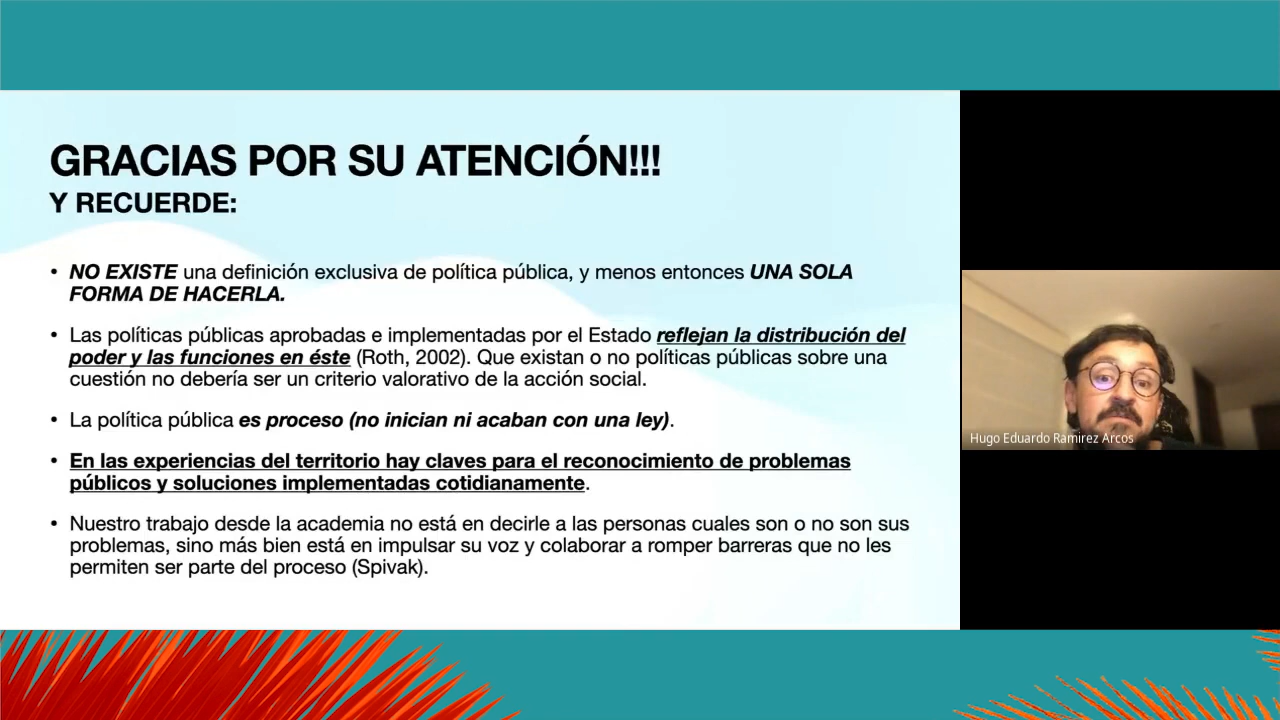 GRACIAS POR SU ATENCIÓN!!!
Y RECUERDE:
• NO EXISTE una definición exclusiva de política pública, y menos entonces UNA SOLA
FORMA DE HACERLA.
• Las políticas públicas aprobadas e implementadas por el Estado reflejan la distribución del
poder y las funciones en éste (Roth, 2002). Que existan o no políticas públicas sobre una
cuestión no debería ser un criterio valorativo de la acción social.
• La política pública es proceso (no inician ni acaban con una ley).
• En las experiencias del territorio hay claves para el reconocimiento de problemas
públicos y soluciones implementadas cotidianamente.
• Nuestro trabajo desde la academia no está en decirle a las personas cuales son o no son sus
problemas, sino más bien está en impulsar su voz y colaborar a romper barreras que no les
permiten ser parte del proceso (Spivak).
Hugo Eduardo Ramirez Arcos